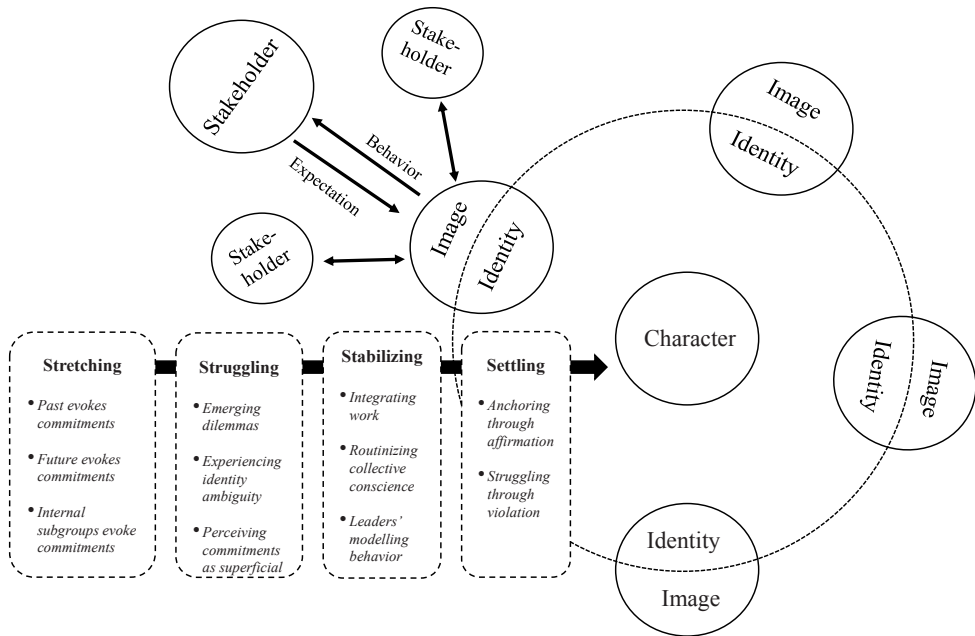 Stakeholder
Stake-
holder
Behavior
Expectation
Stake-
holder
Image
Identity
Image
Identity
Character
Identity
Image
Identity
Image
Stretching
• Past evokes
commitments
• Future evokes
commitments
• Internal
subgroups evoke
commitments
Struggling
• Emerging
dilemmas
• Experiencing
identity
ambiguity
• Perceiving
commitments
as superficial
Stabilizing
• Integrating
work
• Routinizing
collective
conscience
• Leaders'
modelling
behavior
Settling
• Anchoring
through
affirmation
• Struggling
through
violation